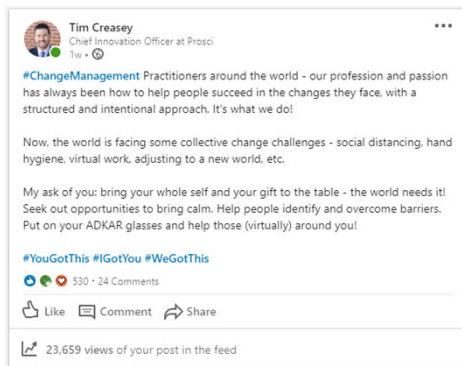 Tim Creasey
Chief Innovation Officer at Prosci
1w •
#ChangeManagement Practitioners around the world - our profession and passion
has always been how to help people succeed in the changes they face, with a
structured and intentional approach. It's what we do!
Now, the world is facing some collective change challenges - social distancing, hand
hygiene, virtual work, adjusting to a new world, etc.
My ask of you: bring your whole self and your gift to the table - the world needs it!
Seek out opportunities to bring calm. Help people identify and overcome barriers.
Put on your ADKAR glasses and help those (virtually) around you!
#YouGotThis #IGotYou #WeGotThis
530 • 24 Comments
Like Comment Share
23,659 views of your post in the feed